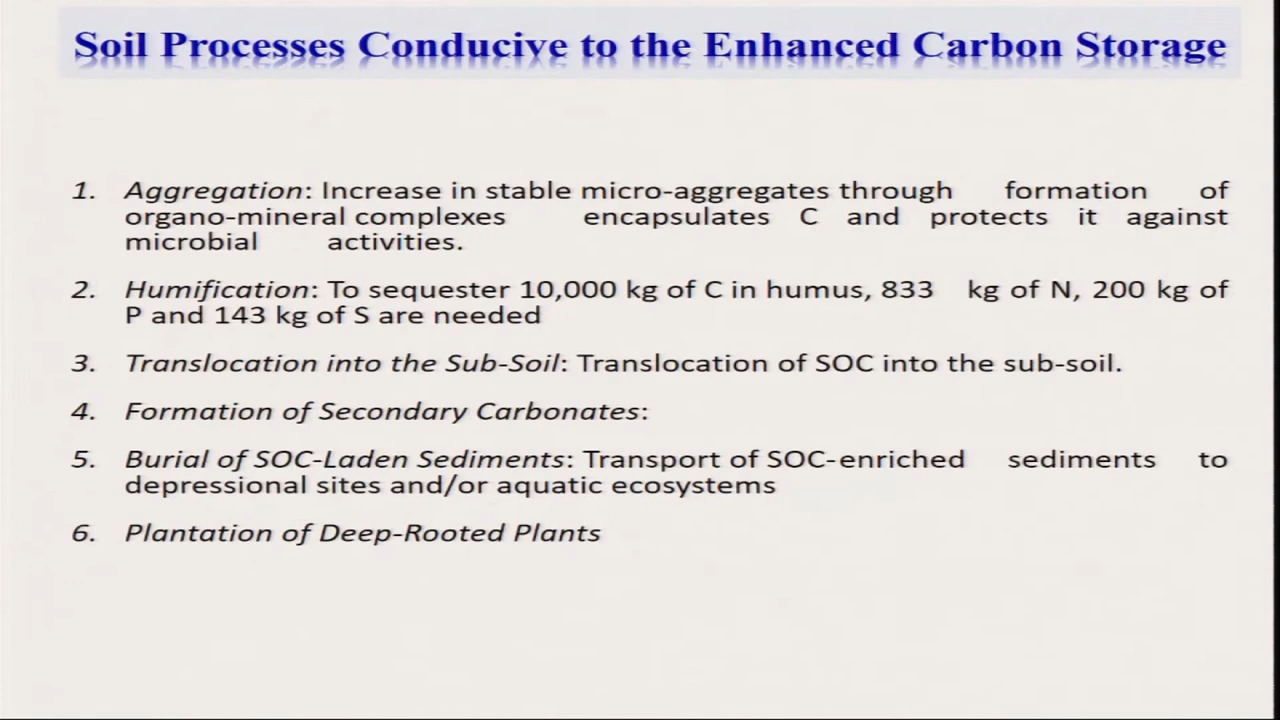 Soil Processes Conducive to the Enhanced Carbon Storage
1. Aggregation: Increase in stable micro-aggregates through formation of
organo-mineral complexes encapsulates C and protects it against
microbial activities.
2. Humification: To sequester 10,000 kg of C in humus, 833 kg of N, 200 kg of
P and 143 kg of S are needed
3. Translocation into the Sub-Soil: Translocation of SOC into the sub-soil.
4. Formation of Secondary Carbonates:
5. Burial of SOC-Laden Sediments: Transport of SOC-enriched sediments to
depressional sites and/or aquatic ecosystems
6. Plantation of Deep-Rooted Plants